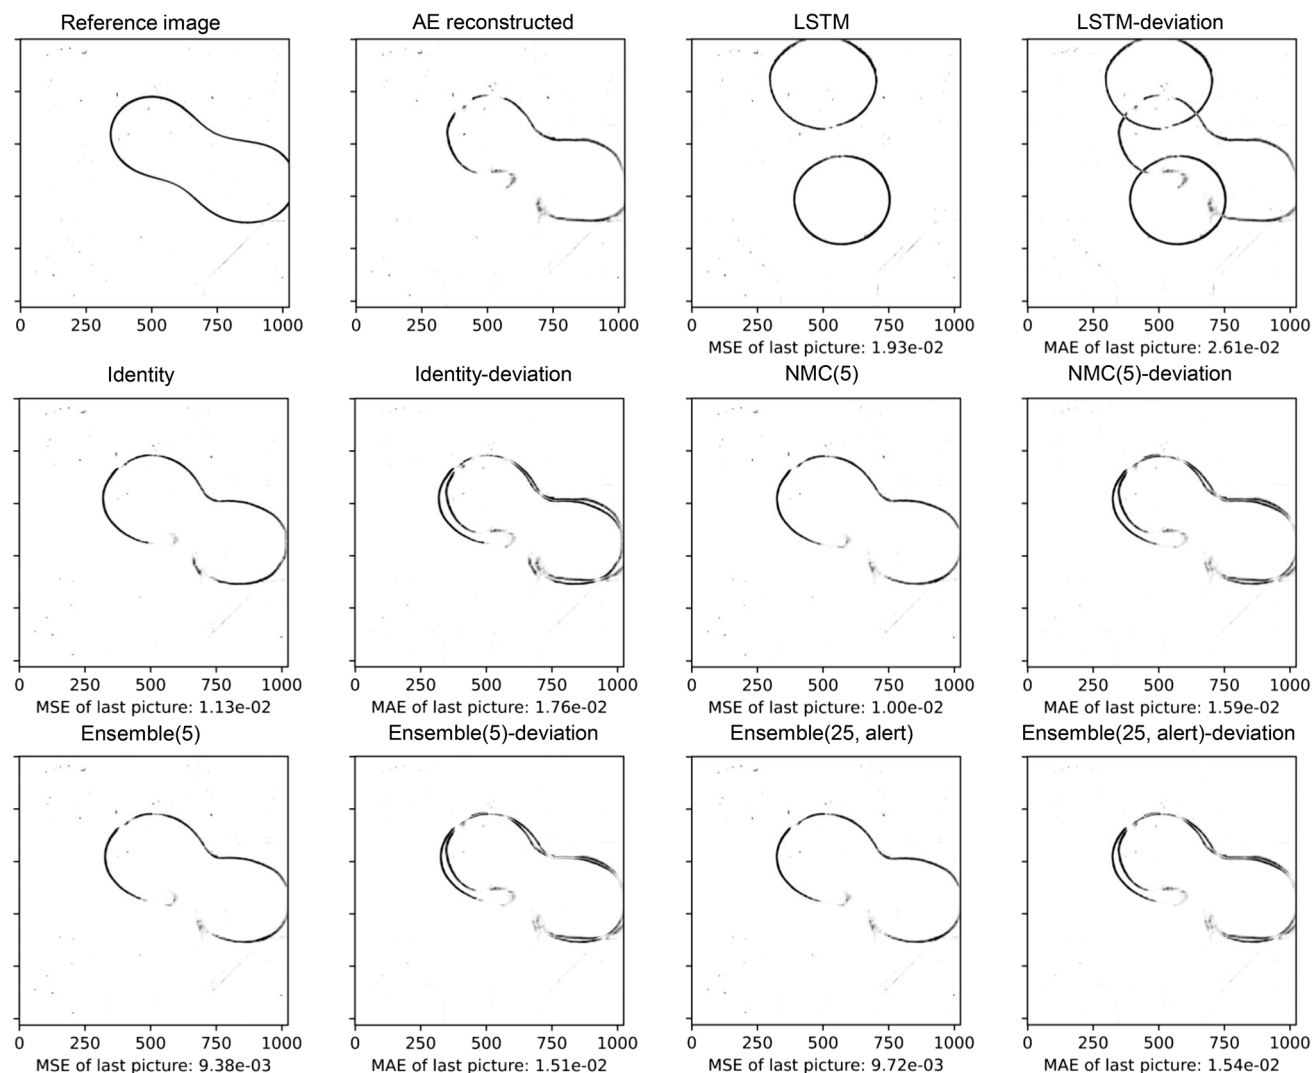 Reference image
AE reconstructed
LSTM
LSTM-deviation
0 250 500 750 1000
0 250 500 750 1000
0 250 500 750 1000
0 250 500 750 1000
MSE of last picture: 1.93e-02
MAE of last picture: 2.61e-02
Identity
Identity-deviation
NMC(5)
NMC(5)-deviation
0 250 500 750 1000
0 250 500 750 1000
0 250 500 750 1000
0 250 500 750 1000
MSE of last picture: 1.13e-02
MAE of last picture: 1.76e-02
MSE of last picture: 1.00e-02
MAE of last picture: 1.59e-02
Ensemble(5)
Ensemble(5)-deviation
Ensemble(25, alert)
Ensemble(25, alert)-deviation
0 250 500 750 1000
0 250 500 750 1000
0 250 500 750 1000
0 250 500 750 1000
MSE of last picture: 9.38e-03
MAE of last picture: 1.51e-02
MSE of last picture: 9.72e-03
MAE of last picture: 1.54e-02